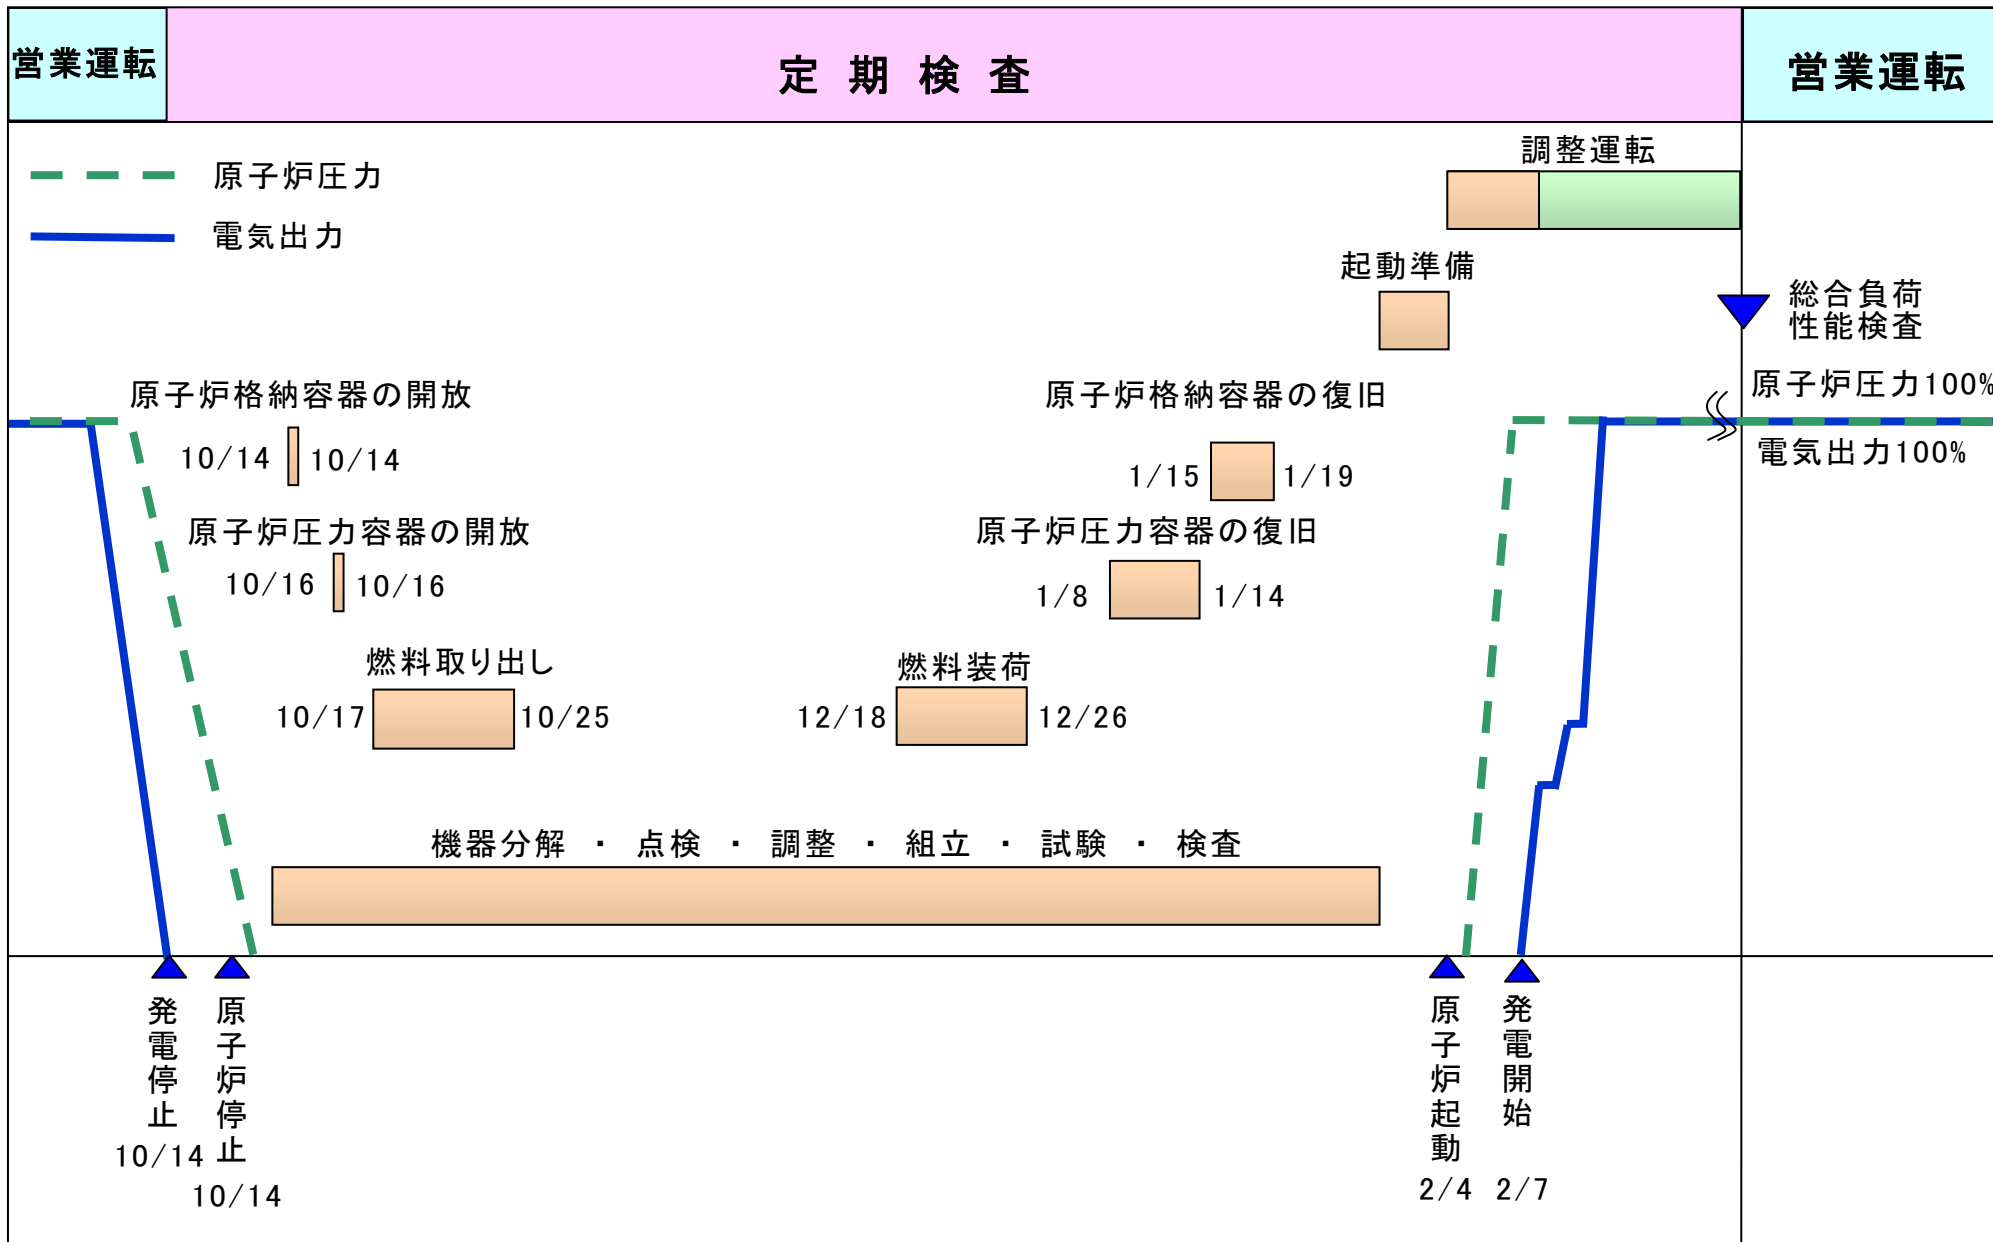 営業運転
定期検査
営業運転
原子炉圧力
電気出力
調整運転
起動準備
総合負荷
性能検査
原子炉格納容器の開放
10/14 10/14
原子炉格納容器の復旧
1/15 1/19
原子炉圧力100%
電気出力100%
原子炉圧力容器の開放
10/16 10/16
原子炉圧力容器の復旧
1/8 1/14
燃料取り出し
10/17 10/25
燃料装荷
12/18 12/26
機器分解・点検・調整・組立・試験・検査
発電停止
10/14
原子炉停止
10/14
原子炉起動
2/4
発電開始
2/7